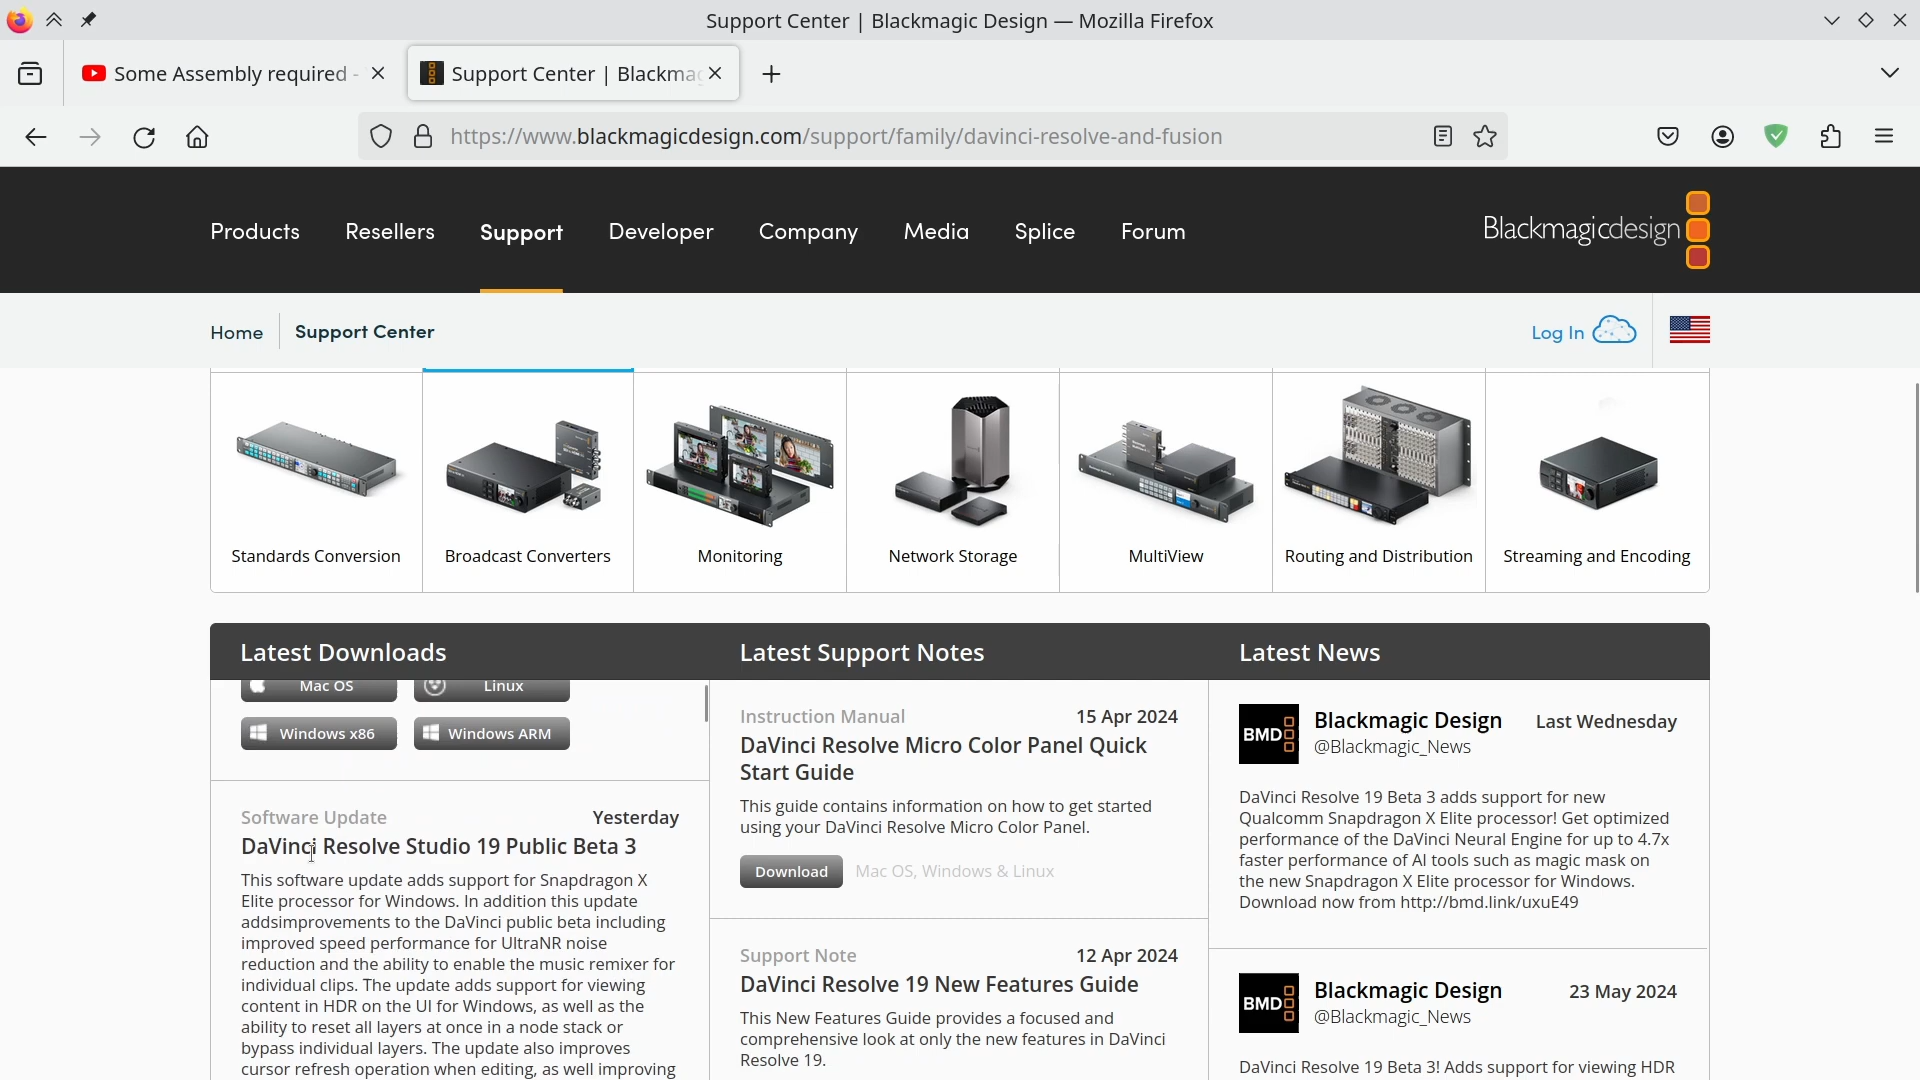 Support Center | Blackmagic Design — Mozilla Firefox
Some Assembly required -
Support Center | Blackmag
https://www.blackmagicdesign.com/support/family/davinci-resolve-and-fusion
Products Resellers Support Developer Company Media Splice Forum
Blackmagicdesign
Home Support Center
Log In
Standards Conversion
Broadcast Converters
Monitoring
Network Storage
MultiView
Routing and Distribution
Streaming and Encoding
Latest Downloads
Mac OS Linux
Windows x86 Windows ARM
Software Update Yesterday
DaVinci Resolve Studio 19 Public Beta 3
This software update adds support for Snapdragon X
Elite processor for Windows. In addition this update
addsimprovements to the DaVinci public beta including
improved speed performance for UltraNR noise
reduction and the ability to enable the music remixer for
individual clips. The update adds support for viewing
content in HDR on the UI for Windows, as well as the
ability to reset all layers at once in a node stack or
bypass individual layers. The update also improves
cursor refresh operation when editing, as well improving
Latest Support Notes
Instruction Manual 15 Apr 2024
DaVinci Resolve Micro Color Panel Quick
Start Guide
This guide contains information on how to get started
using your DaVinci Resolve Micro Color Panel.
Download Mac OS, Windows & Linux
Support Note 12 Apr 2024
DaVinci Resolve 19 New Features Guide
This New Features Guide provides a focused and
comprehensive look at only the new features in DaVinci
Resolve 19.
Latest News
BMD
Blackmagic Design Last Wednesday
@Blackmagic_News
DaVinci Resolve 19 Beta 3 adds support for new
Qualcomm Snapdragon X Elite processor! Get optimized
performance of the DaVinci Neural Engine for up to 4.7x
faster performance of AI tools such as magic mask on
the new Snapdragon X Elite processor for Windows.
Download now from http://bmd.link/uxuE49
BMD
Blackmagic Design 23 May 2024
@Blackmagic_News
DaVinci Resolve 19 Beta 3! Adds support for viewing HDR